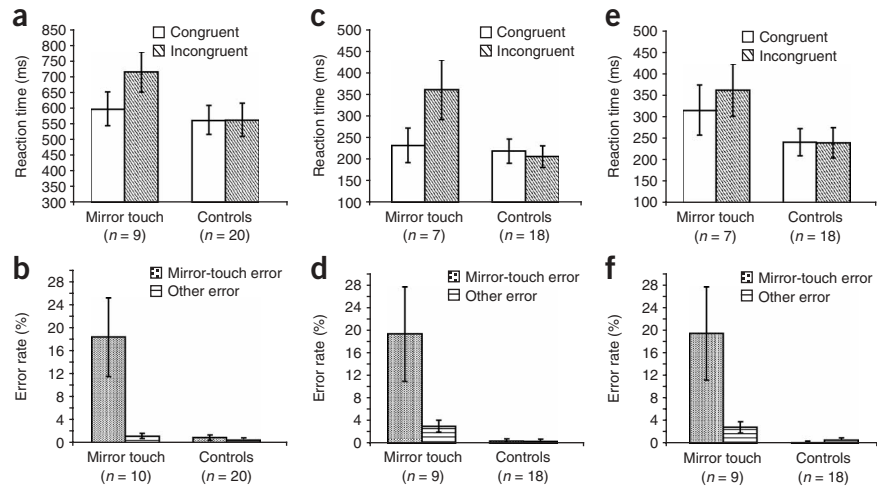 a
Reaction time (ms)
850
800
750
700
650
600
550
500
450
400
350
300
Congruent
Incongruent
Mirror touch
(n = 9)
Controls
(n = 20)
c
Reaction time (ms)
500
450
400
350
300
250
200
150
100
Congruent
Incongruent
Mirror touch
(n = 7)
Controls
(n = 18)
e
Reaction time (ms)
500
450
400
350
300
250
200
150
100
Congruent
Incongruent
Mirror touch
(n = 7)
Controls
(n = 18)
b
Error rate (%)
28
24
20
16
12
8
4
0
Mirror-touch error
Other error
Mirror touch
(n = 10)
Controls
(n = 20)
d
Error rate (%)
28
24
20
16
12
8
4
0
Mirror-touch error
Other error
Mirror touch
(n = 9)
Controls
(n = 18)
f
Error rate (%)
28
24
20
16
12
8
4
0
Mirror-touch error
Other error
Mirror touch
(n = 9)
Controls
(n = 18)